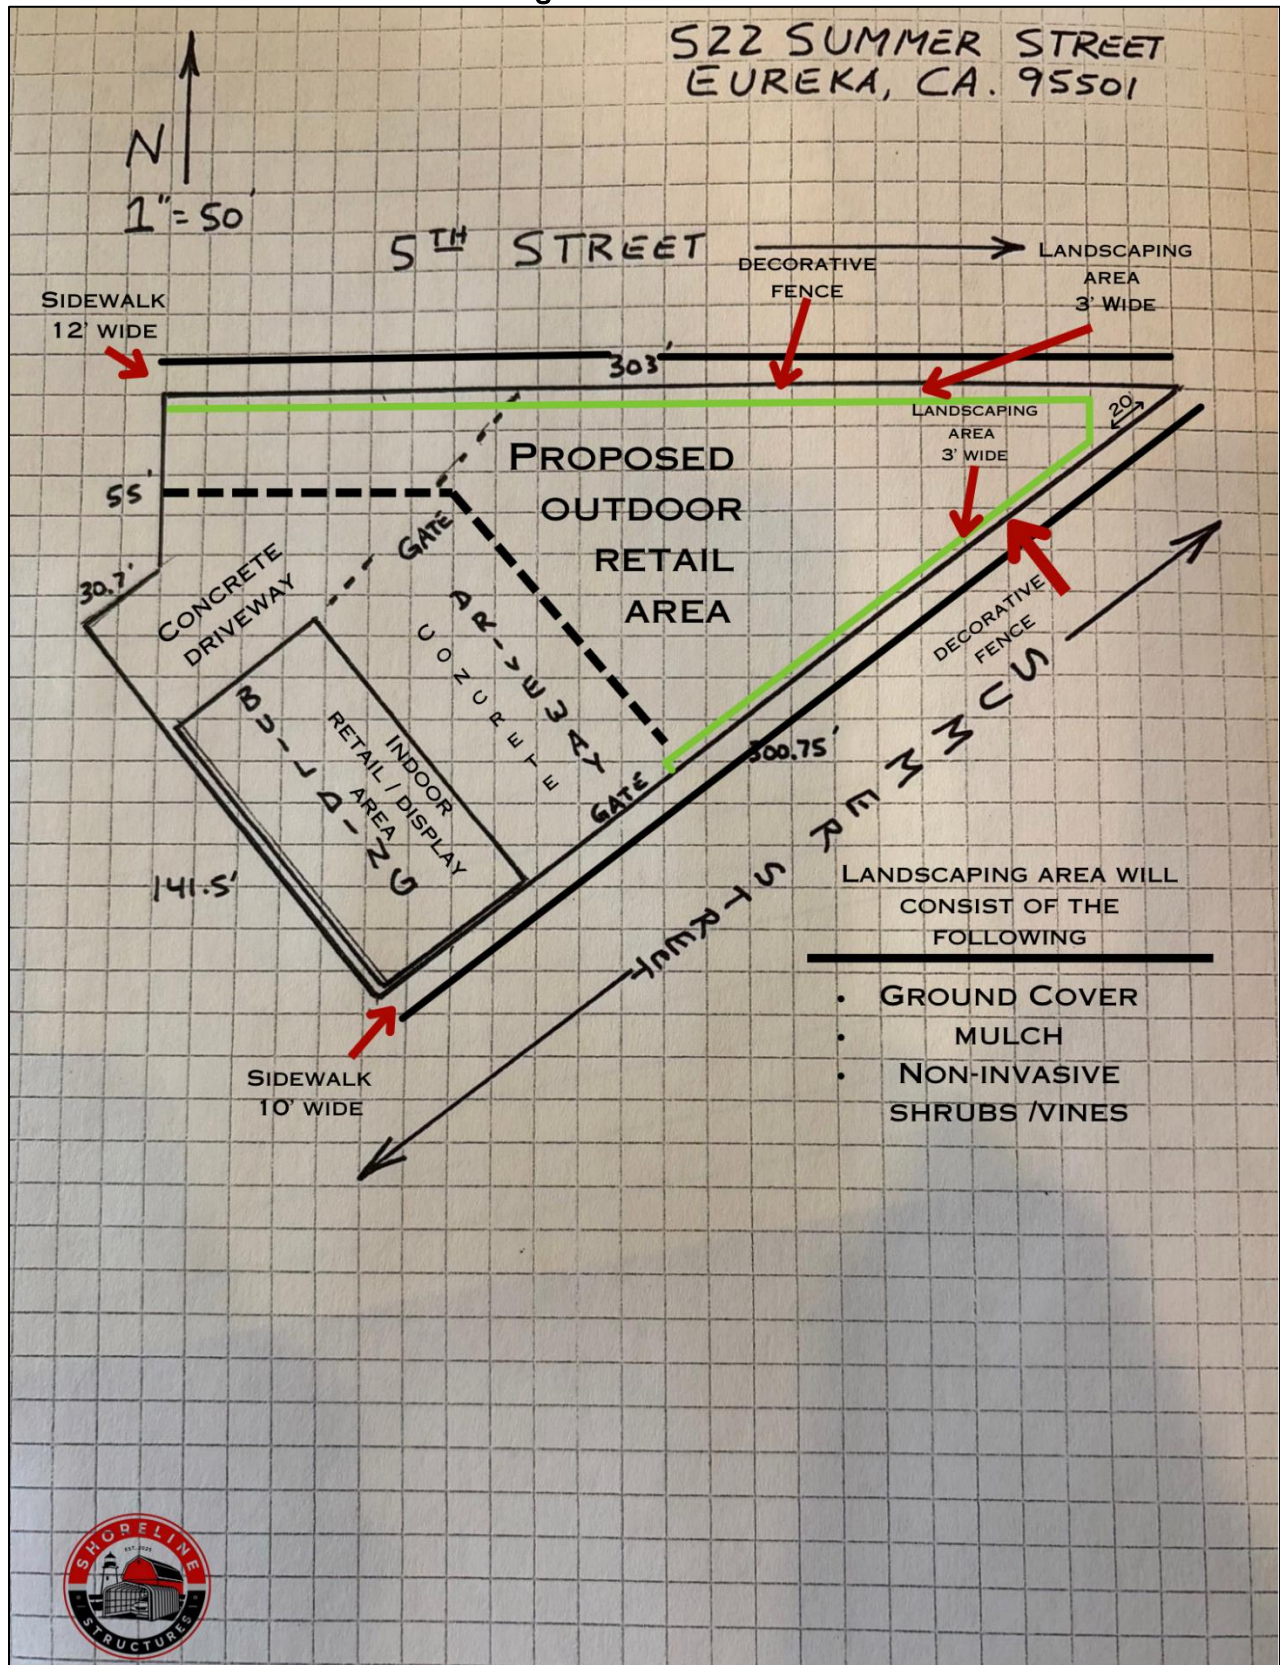 522 SUMMER STREET
EUREKA, CA. 95501
N
1"= 50'
5TH STREET
DECORATIVE
FENCE
LANDSCAPING
AREA
3' WIDE
SIDEWALK
12' WIDE
303'
20'
LANDSCAPING
AREA
3' WIDE
PROPOSED
OUTDOOR
RETAIL
AREA
55'
GATE
30.7'
CONCRETE
DRIVEWAY
CONCRETE
BUILDING
INDOOR
RETAIL / DISPLAY
AREA
GATE
DECORATIVE
FENCE
300.75'
SUMMER STREET
141.5'
LANDSCAPING AREA WILL
CONSIST OF THE
FOLLOWING
• GROUND COVER
• MULCH
• NON-INVASIVE
SHRUBS /VINES
SIDEWALK
10' WIDE
SHORELINE
EST. 2021
STRUCTURES